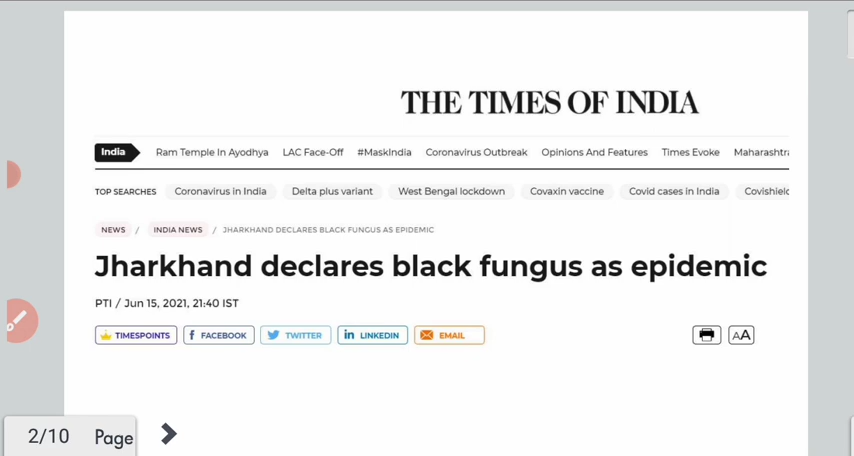 THE TIMES OF INDIA
India Ram Temple In Ayodhya LAC Face-Off #MaskIndia Coronavirus Outbreak Opinions And Features Times Evoke Maharashtra
TOP SEARCHES Coronavirus in India Delta plus variant West Bengal lockdown Covaxin vaccine Covid cases in India Covishield
NEWS / INDIA NEWS / JHARKHAND DECLARES BLACK FUNGUS AS EPIDEMIC
Jharkhand declares black fungus as epidemic
PTI / Jun 15, 2021, 21:40 IST
TIMESPOINTS f FACEBOOK TWITTER in LINKEDIN EMAIL AA
2/10 Page